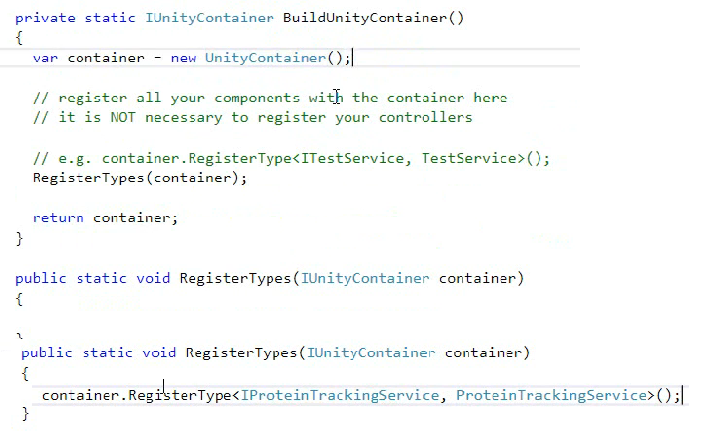 private static IUnityContainer BuildUnityContainer()
{
var container = new UnityContainer();
// register all your components with the container here
// it is NOT necessary to register your controllers
// e.g. container.RegisterType<ITestService, TestService>();
RegisterTypes(container);
return container;
}
public static void RegisterTypes(IUnityContainer container)
{
public static void RegisterTypes(IUnityContainer container)
{
container.RegisterType<IProteinTrackingService, ProteinTrackingService>();
}